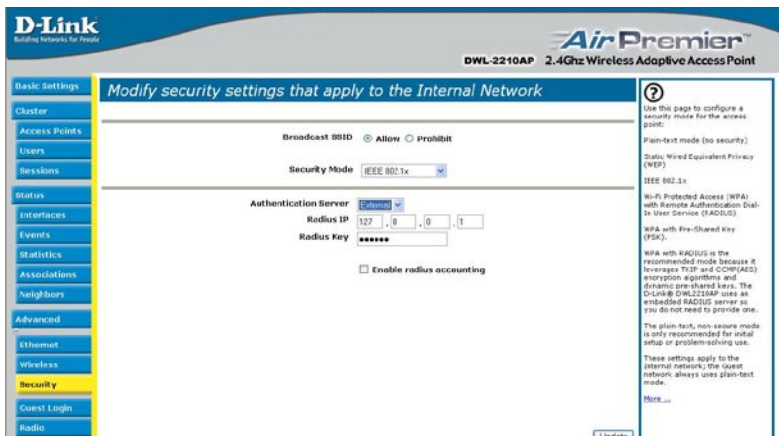 D-Link
Building Networks for People
Air Premier™
DWL-2210AP 2.4Ghz Wireless Adaptive Access Point
Basic Settings
Cluster
Access Points
Users
Sessions
Status
Interfaces
Events
Statistics
Associations
Neighbors
Advanced
Ethernet
Wireless
Security
Guest Login
Radio
Modify security settings that apply to the Internal Network
Broadcast SSID Allow Prohibit
Security Mode IEEE 802.1x
Authentication Server External
Radius IP 127 . 0 . 0 . 1
Radius Key ••••••
Enable radius accounting
Update
?
Use this page to configure a
security mode for the access
point:
Plain-text mode (no security)
Static Wired Equivalent Privacy
(WEP)
IEEE 802.1x
Wi-Fi Protected Access (WPA)
with Remote Authentication Dial-
In User Service (RADIUS)
WPA with Pre-Shared Key
(PSK).
WPA with RADIUS is the
recommended mode because it
leverages TKIP and CCMP(AES)
encryption algorithms and
dynamic pre-shared keys. The
D-Link® DWL2210AP uses an
embedded RADIUS server so
you do not need to provide one.
The plain-text, non-secure mode
is only recommended for initial
setup or problem-solving use.
These settings apply to the
Internal network; the Guest
network always uses plain-text
mode.
More ...